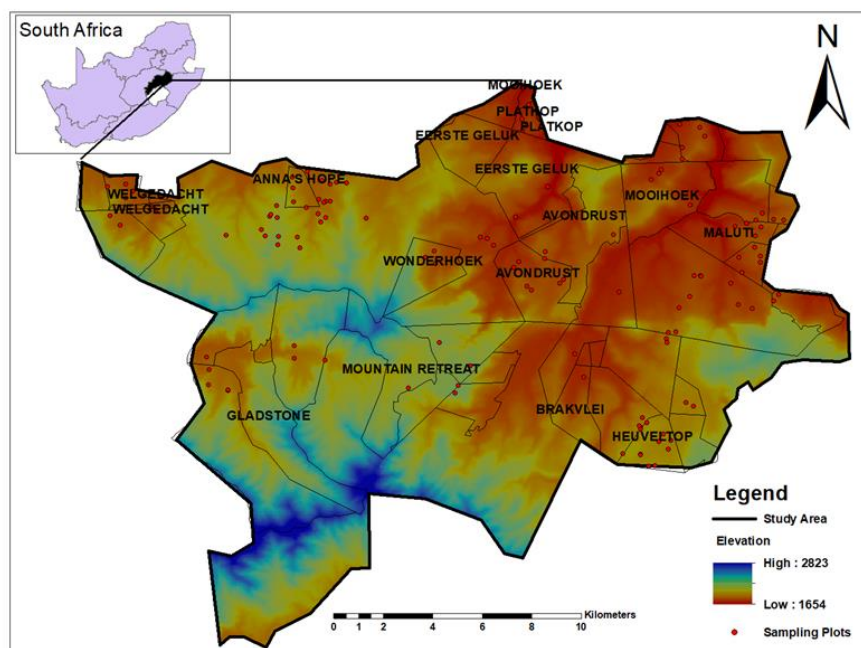 South Africa
N
MOOIHOEK
PLATKOP
PLATKOP
EERSTE GELUK
EERSTE GELUK
ANNA'S HOPE
WELGEDACHT
WELGEDACHT
MOOIHOEK
AVONDRUST
MALUTI
WONDERHOEK
AVONDRUST
MOUNTAIN RETREAT
GLADSTONE
BRAKVLEI
HEUVELTOP
Legend
Study Area
Elevation
High : 2823
Low : 1654
Sampling Plots
Kilometers
0 0.5 1 2 4 6 8 10